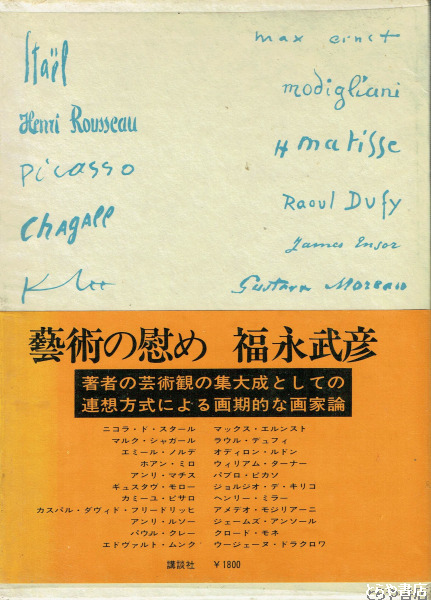 Staël
Henri Rousseau
Picasso
Chagall
Klee
max ernst
modigliani
H matisse
Raoul Dufy
James Ensor
Gustave Moreau
藝術の慰め 福永武彦
著者の芸術観の集大成としての
連想方式による画期的な画家論
ニコラ・ド・スタール
マルク・シャガール
エミール・ノルデ
ホアン・ミロ
アンリ・マチス
ギュスタヴ・モロー
カミーユ・ピサロ
カスパル・ダヴィド・フリードリッヒ
アンリ・ルソー
パウル・クレー
エドヴァルト・ムンク
マックス・エルンスト
ラウル・デュフィ
オディロン・ルドン
ウィリアム・ターナー
パブロ・ピカソ
ジョルジオ・デ・キリコ
ヘンリー・ミラー
アメデオ・モジリアーニ
ジェームズ・アンソール
クロード・モネ
ウージェーヌ・ドラクロワ
講談社 ¥1800